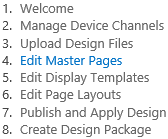 1. Welcome
2. Manage Device Channels
3. Upload Design Files
4. Edit Master Pages
5. Edit Display Templates
6. Edit Page Layouts
7. Publish and Apply Design
8. Create Design Package